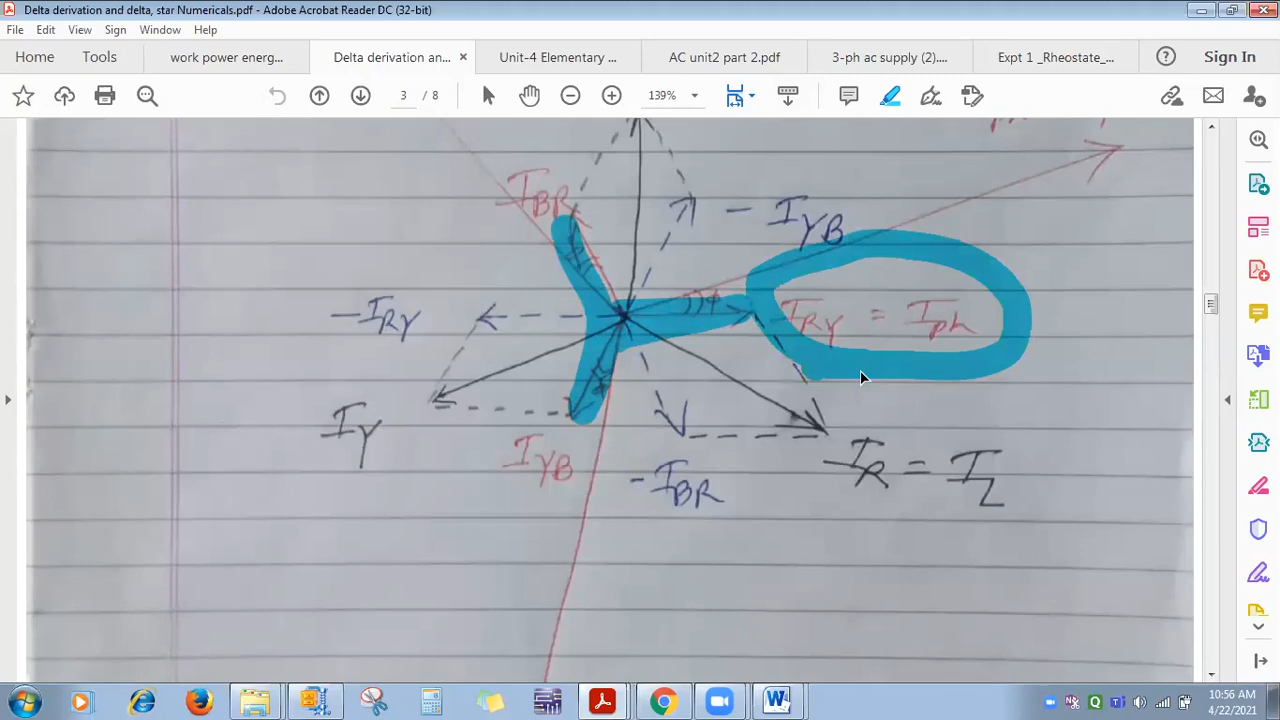 Delta derivation and delta, star Numericals.pdf - Adobe Acrobat Reader DC (32-bit)
File Edit View Sign Window Help
Home Tools work power energ... Delta derivation an... × Unit-4 Elementary ... AC unit2 part 2.pdf 3-ph ac supply (2).... Expt 1 _Rheostate_... Sign In
3 / 8 139%
I_BR
- I_YB
-I_RY
φ
I_RY = I_ph
I_Y
I_YB
-I_BR
I_R = I_L
10:56 AM
4/22/2021